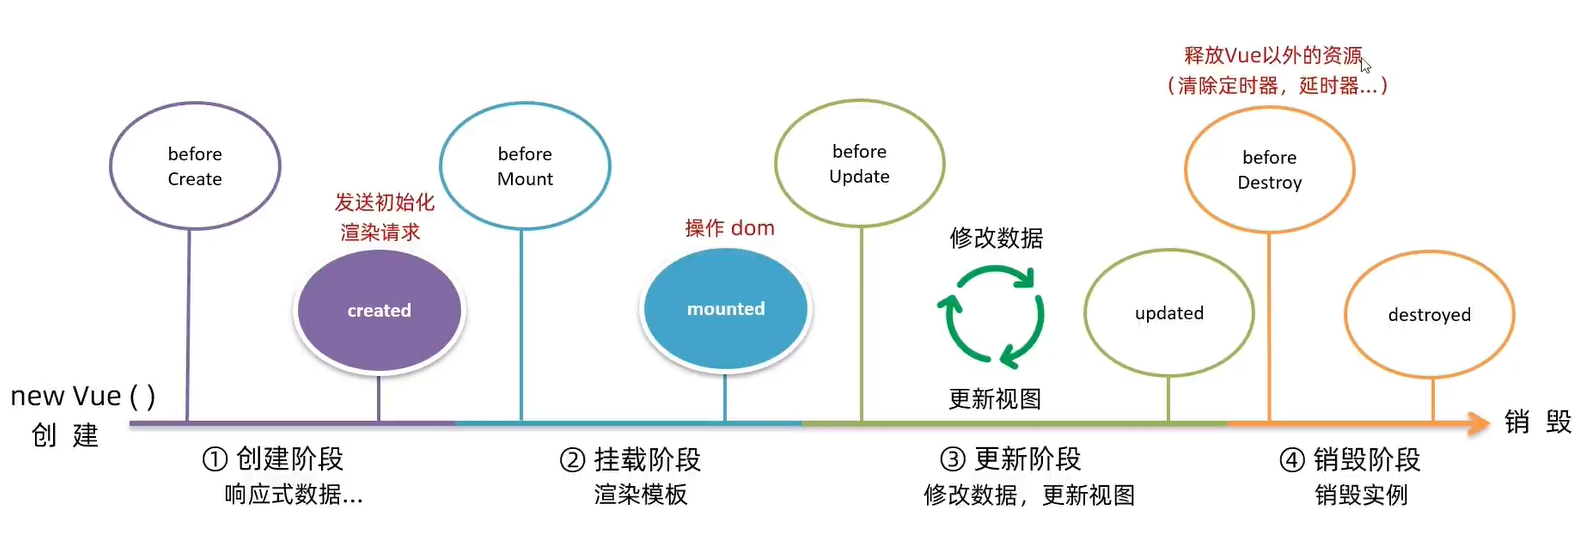 释放Vue以外的资源
（清除定时器，延时器...）
before
Create
发送初始化
渲染请求
created
before
Mount
操作 dom
mounted
before
Update
修改数据
更新视图
updated
before
Destroy
destroyed
new Vue ( )
创 建
销 毁
① 创建阶段
响应式数据...
② 挂载阶段
渲染模板
③ 更新阶段
修改数据，更新视图
④ 销毁阶段
销毁实例